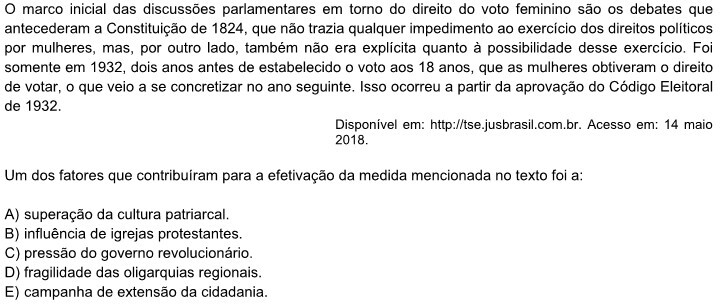 O marco inicial das discussões parlamentares em torno do direito do voto feminino são os debates que
antecederam a Constituição de 1824, que não trazia qualquer impedimento ao exercício dos direitos políticos
por mulheres, mas, por outro lado, também não era explícita quanto à possibilidade desse exercício. Foi
somente em 1932, dois anos antes de estabelecido o voto aos 18 anos, que as mulheres obtiveram o direito
de votar, o que veio a se concretizar no ano seguinte. Isso ocorreu a partir da aprovação do Código Eleitoral
de 1932.
Disponível em: http://tse.jusbrasil.com.br. Acesso em: 14 maio
2018.
Um dos fatores que contribuíram para a efetivação da medida mencionada no texto foi a:
A) superação da cultura patriarcal.
B) influência de igrejas protestantes.
C) pressão do governo revolucionário.
D) fragilidade das oligarquias regionais.
E) campanha de extensão da cidadania.